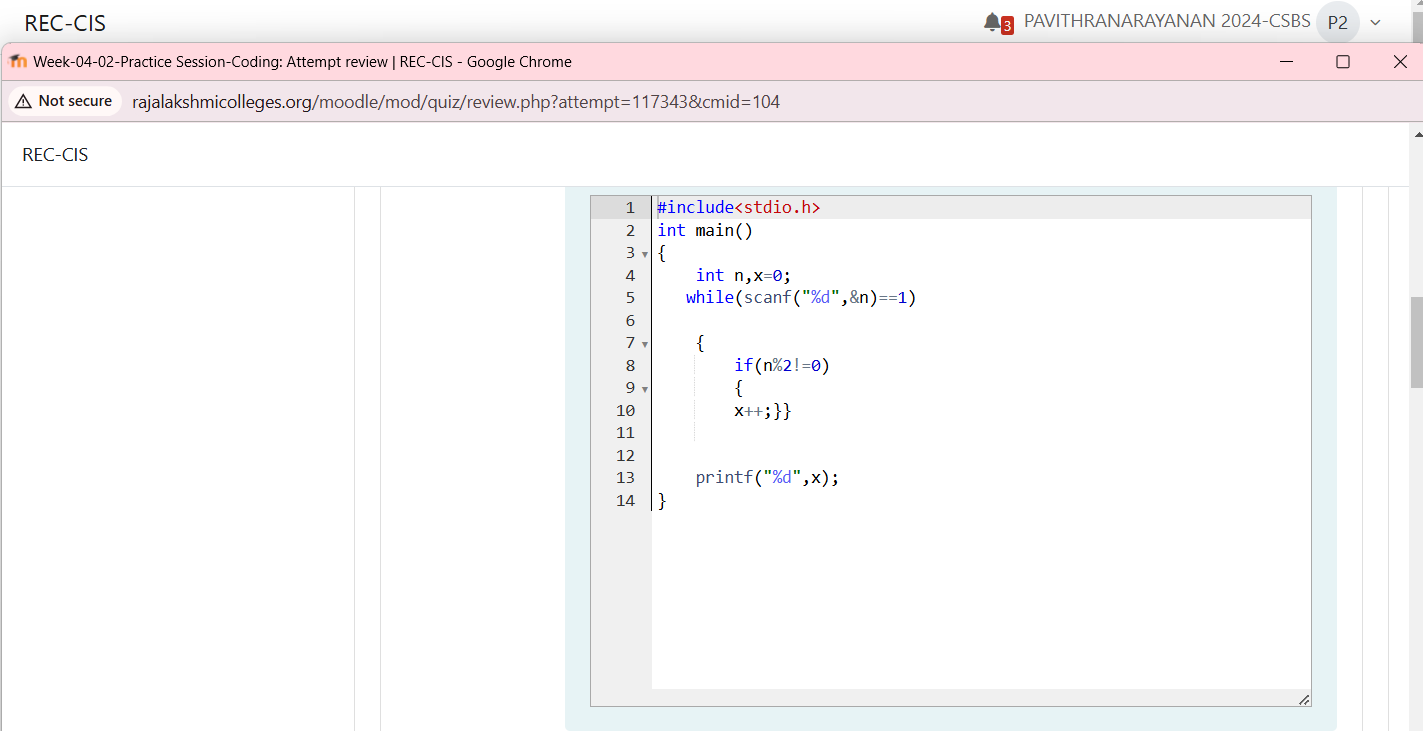 REC-CIS
3 PAVITHRANARAYANAN 2024-CSBS P2
Week-04-02-Practice Session-Coding: Attempt review | REC-CIS - Google Chrome
Not secure rajalakshmicolleges.org/moodle/mod/quiz/review.php?attempt=117343&cmid=104
REC-CIS
1 #include<stdio.h>
2 int main()
3 {
4     int n,x=0;
5    while(scanf("%d",&n)==1)
6
7     {
8         if(n%2!=0)
9         {
10         x++;}}
11
12
13     printf("%d",x);
14 }